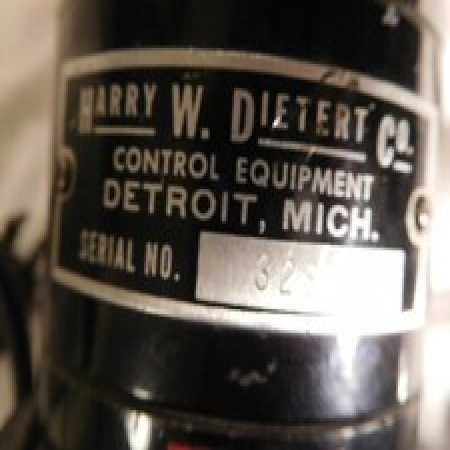 HARRY W. DIETERT CO.
CONTROL EQUIPMENT
DETROIT, MICH.
SERIAL NO.